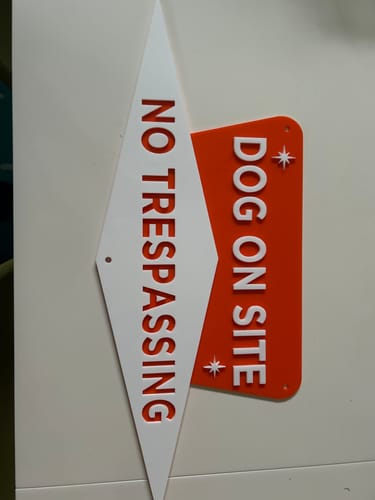 DOG ON SITE
NO TRESPASSING